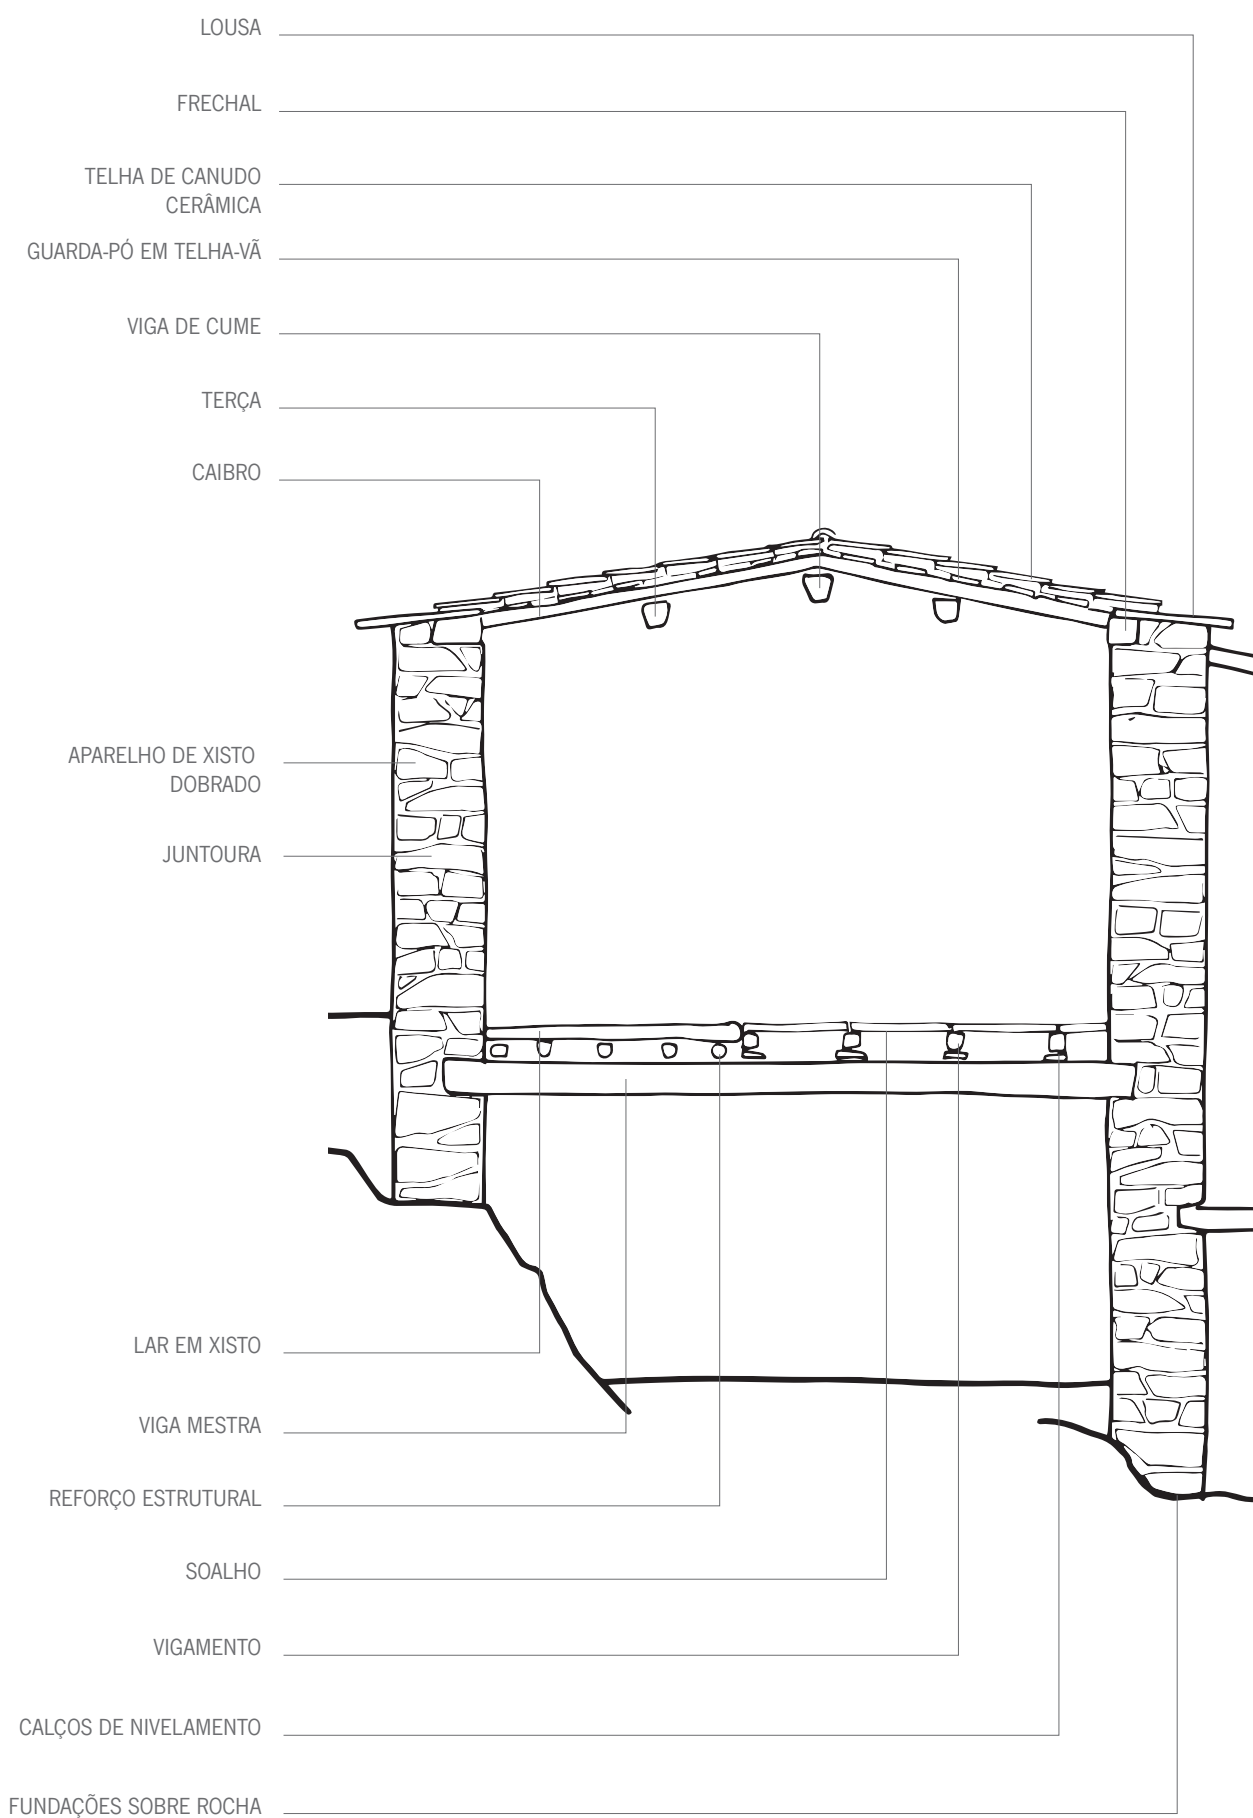 LOUSA
FRECHAL
TELHA DE CANUDO
CERÂMICA
GUARDA-PÓ EM TELHA-VÃ
VIGA DE CUME
TERÇA
CAIBRO
APARELHO DE XISTO
DOBRADO
JUNTOURA
LAR EM XISTO
VIGA MESTRA
REFORÇO ESTRUTURAL
SOALHO
VIGAMENTO
CALÇOS DE NIVELAMENTO
FUNDAÇÕES SOBRE ROCHA